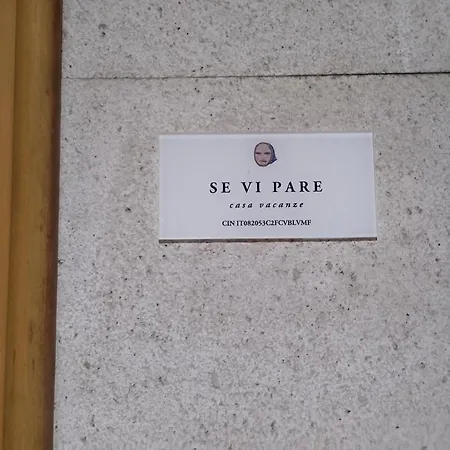 SE VI PARE
casa vacanze
CIN IT082053C2FCVBLVMF